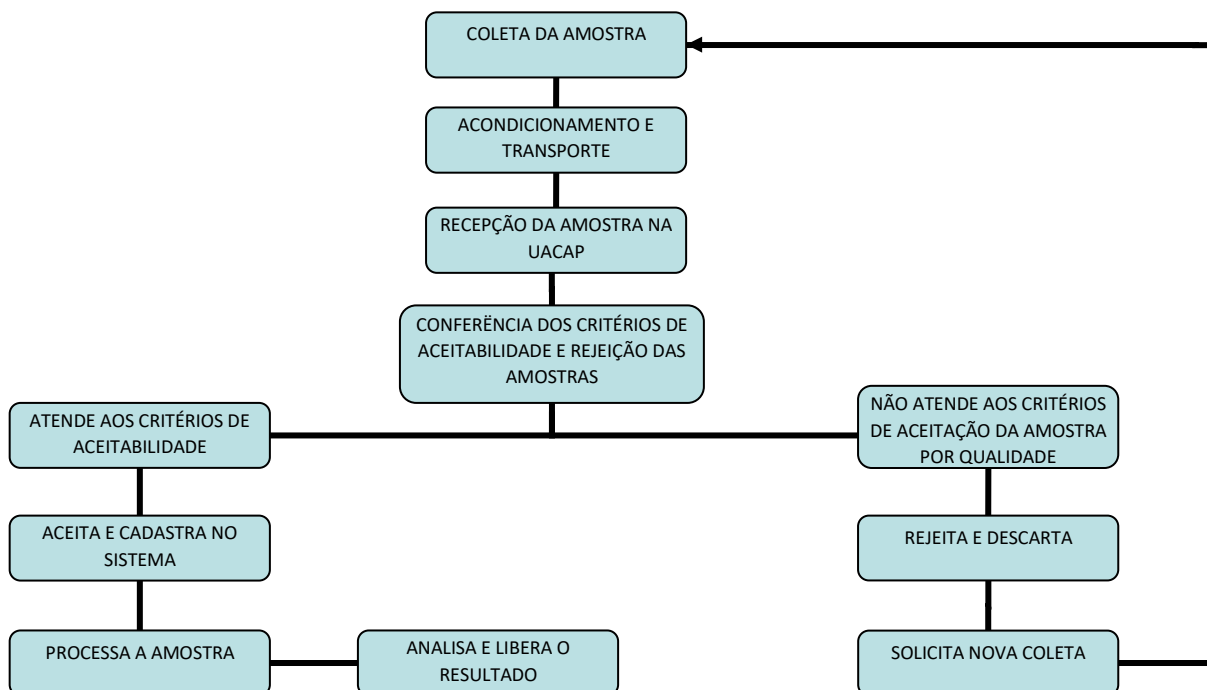 COLETA DA AMOSTRA
ACONDICIONAMENTO E
TRANSPORTE
RECEPÇÃO DA AMOSTRA NA
UACAP
CONFERËNCIA DOS CRITÉRIOS DE
ACEITABILIDADE E REJEIÇÃO DAS
AMOSTRAS
ATENDE AOS CRITÉRIOS DE
ACEITABILIDADE
NÃO ATENDE AOS CRITÉRIOS
DE ACEITAÇÃO DA AMOSTRA
POR QUALIDADE
ACEITA E CADASTRA NO
SISTEMA
REJEITA E DESCARTA
PROCESSA A AMOSTRA
ANALISA E LIBERA O
RESULTADO
SOLICITA NOVA COLETA